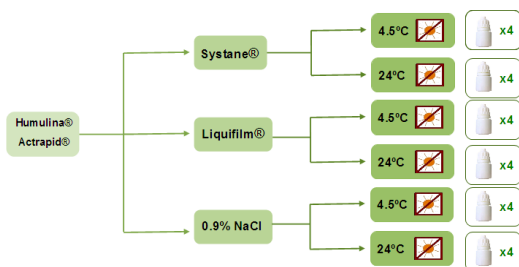 Humulina®
Actrapid®
Systane®
4.5ºC
x4
24ºC
x4
Liquifilm®
4.5ºC
x4
24ºC
x4
0.9% NaCl
4.5ºC
x4
24ºC
x4